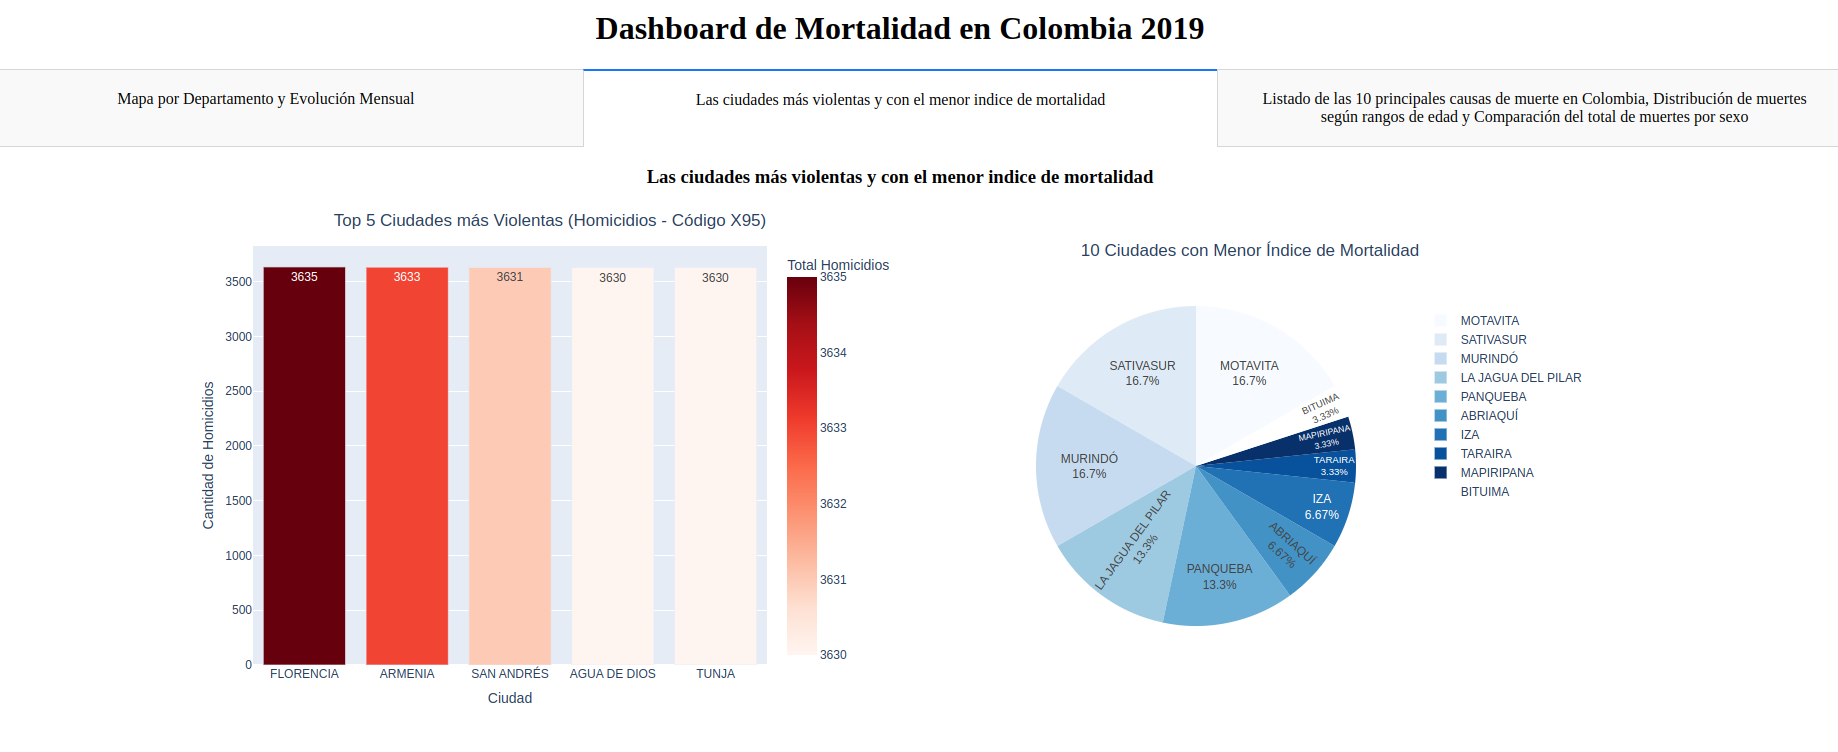 Dashboard de Mortalidad en Colombia 2019
Mapa por Departamento y Evolución Mensual
Las ciudades más violentas y con el menor indice de mortalidad
Listado de las 10 principales causas de muerte en Colombia, Distribución de muertes
según rangos de edad y Comparación del total de muertes por sexo
Las ciudades más violentas y con el menor indice de mortalidad
Top 5 Ciudades más Violentas (Homicidios - Código X95)
Cantidad de Homicidios
3500
3000
2500
2000
1500
1000
500
0
3635
3633
3631
3630
3630
FLORENCIA
ARMENIA
SAN ANDRÉS
AGUA DE DIOS
TUNJA
Ciudad
Total Homicidios
3635
3634
3633
3632
3631
3630
10 Ciudades con Menor Índice de Mortalidad
SATIVASUR
16.7%
MOTAVITA
16.7%
BITUIMA
3.33%
MAPIRIPANA
3.33%
TARAIRA
3.33%
IZA
6.67%
ABRIAQUÍ
6.67%
PANQUEBA
13.3%
LA JAGUA DEL PILAR
13.3%
MURINDÓ
16.7%
MOTAVITA
SATIVASUR
MURINDÓ
LA JAGUA DEL PILAR
PANQUEBA
ABRIAQUÍ
IZA
TARAIRA
MAPIRIPANA
BITUIMA